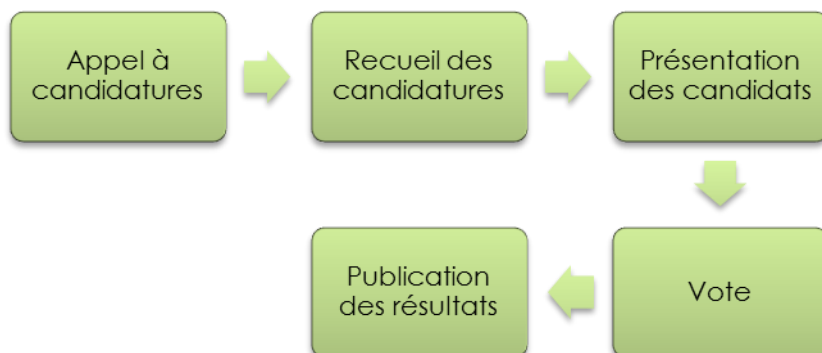 Appel à
candidatures
Recueil des
candidatures
Présentation
des candidats
Vote
Publication
des résultats